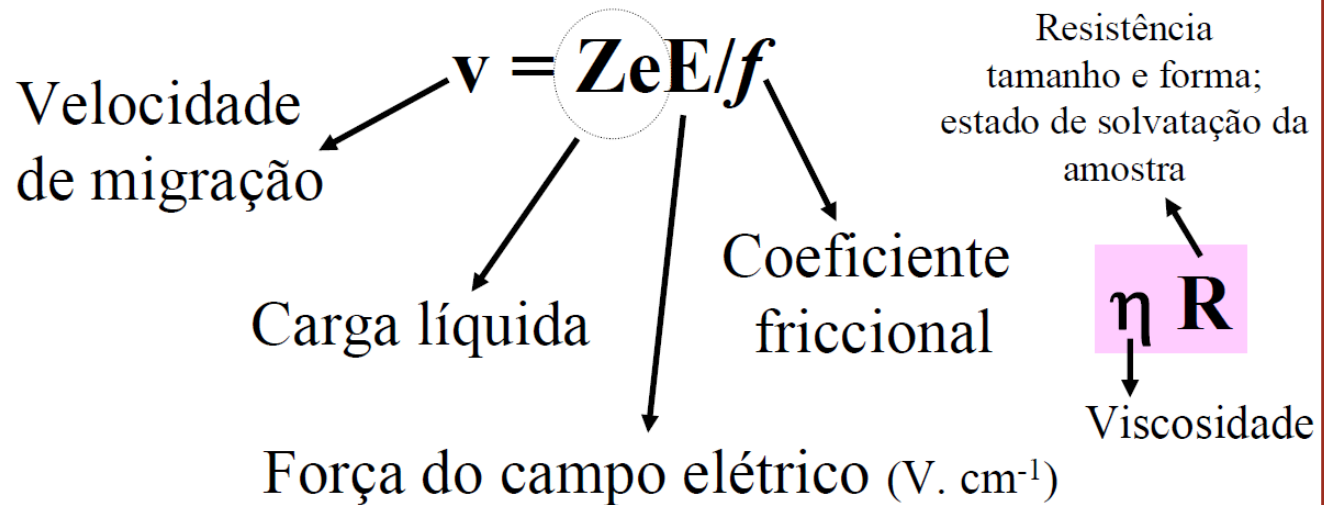 v = ZeE/f
Velocidade
de migração
Carga líquida
Força do campo elétrico (V. cm⁻¹)
Coeficiente
friccional
Resistência
tamanho e forma;
estado de solvatação da
amostra
η R
Viscosidade